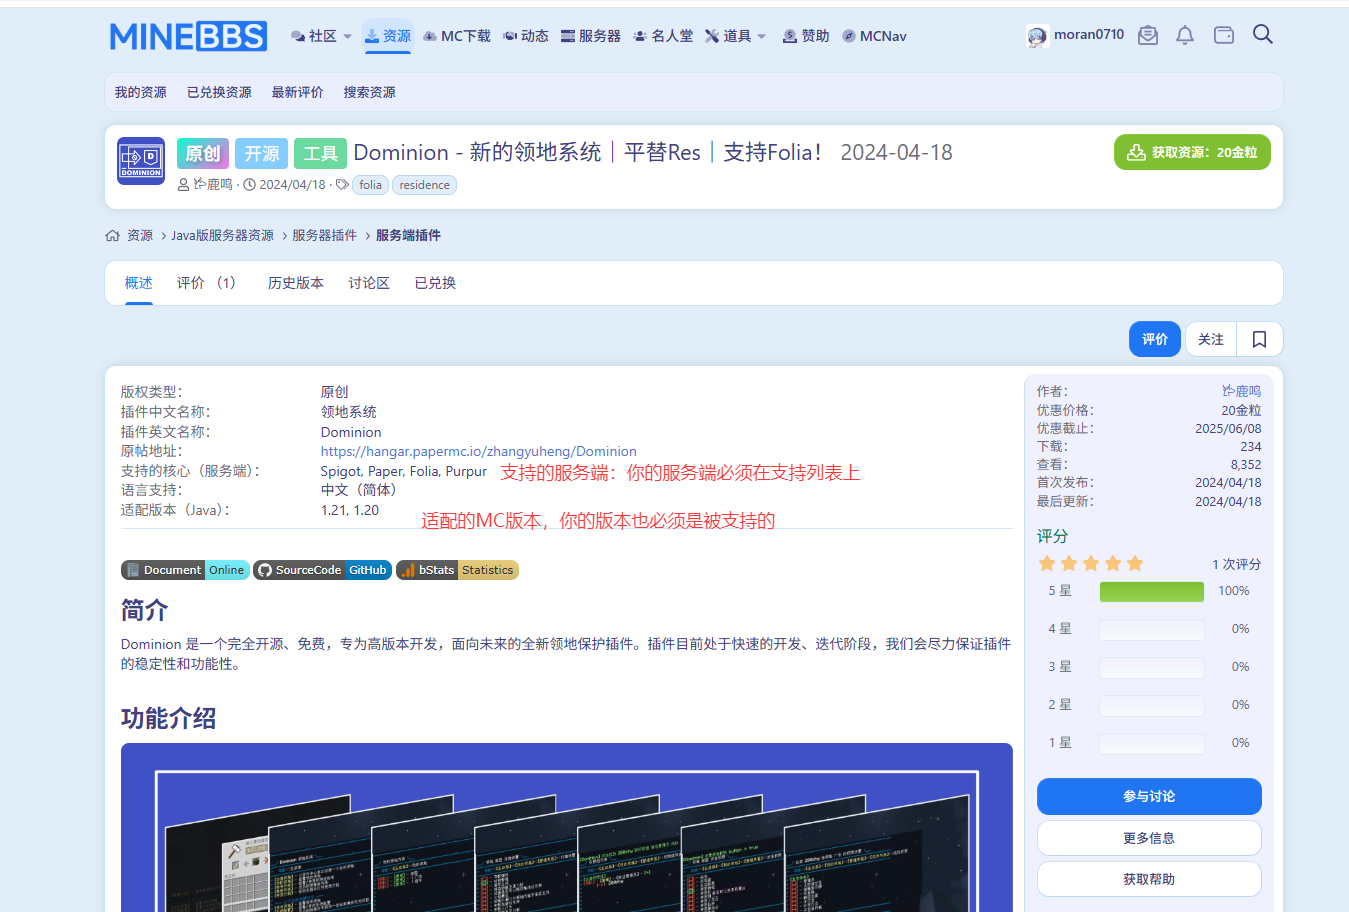 MINEBBS 社区 资源 MC下载 动态 服务器 名人堂 道具 赞助 MCNav moran0710
我的资源 已兑换资源 最新评价 搜索资源
原创 开源 工具 Dominion - 新的领地系统｜平替Res｜支持Folia！ 2024-04-18
获取资源：20金粒
鹿鸣 · 2024/04/18 · folia residence
D
DOMINION
资源 › Java版服务器资源 › 服务器插件 › 服务端插件
概述 评价 （1） 历史版本 讨论区 已兑换
评价 关注
版权类型： 原创
插件中文名称： 领地系统
插件英文名称： Dominion
原帖地址： https://hangar.papermc.io/zhangyuheng/Dominion
支持的核心（服务端）： Spigot, Paper, Folia, Purpur 支持的服务端：你的服务端必须在支持列表上
语言支持： 中文（简体）
适配版本（Java）： 1.21, 1.20
适配的MC版本，你的版本也必须是被支持的
Document Online SourceCode GitHub bStats Statistics
简介
Dominion 是一个完全开源、免费，专为高版本开发，面向未来的全新领地保护插件。插件目前处于快速的开发、迭代阶段，我们会尽力保证插件
的稳定性和功能性。
功能介绍
作者： 鹿鸣
优惠价格： 20金粒
优惠截止： 2025/06/08
下载： 234
查看： 8,352
首次发布： 2024/04/18
最后更新： 2024/04/18
评分
1 次评分
5 星 100%
4 星 0%
3 星 0%
2 星 0%
1 星 0%
参与讨论
更多信息
获取帮助